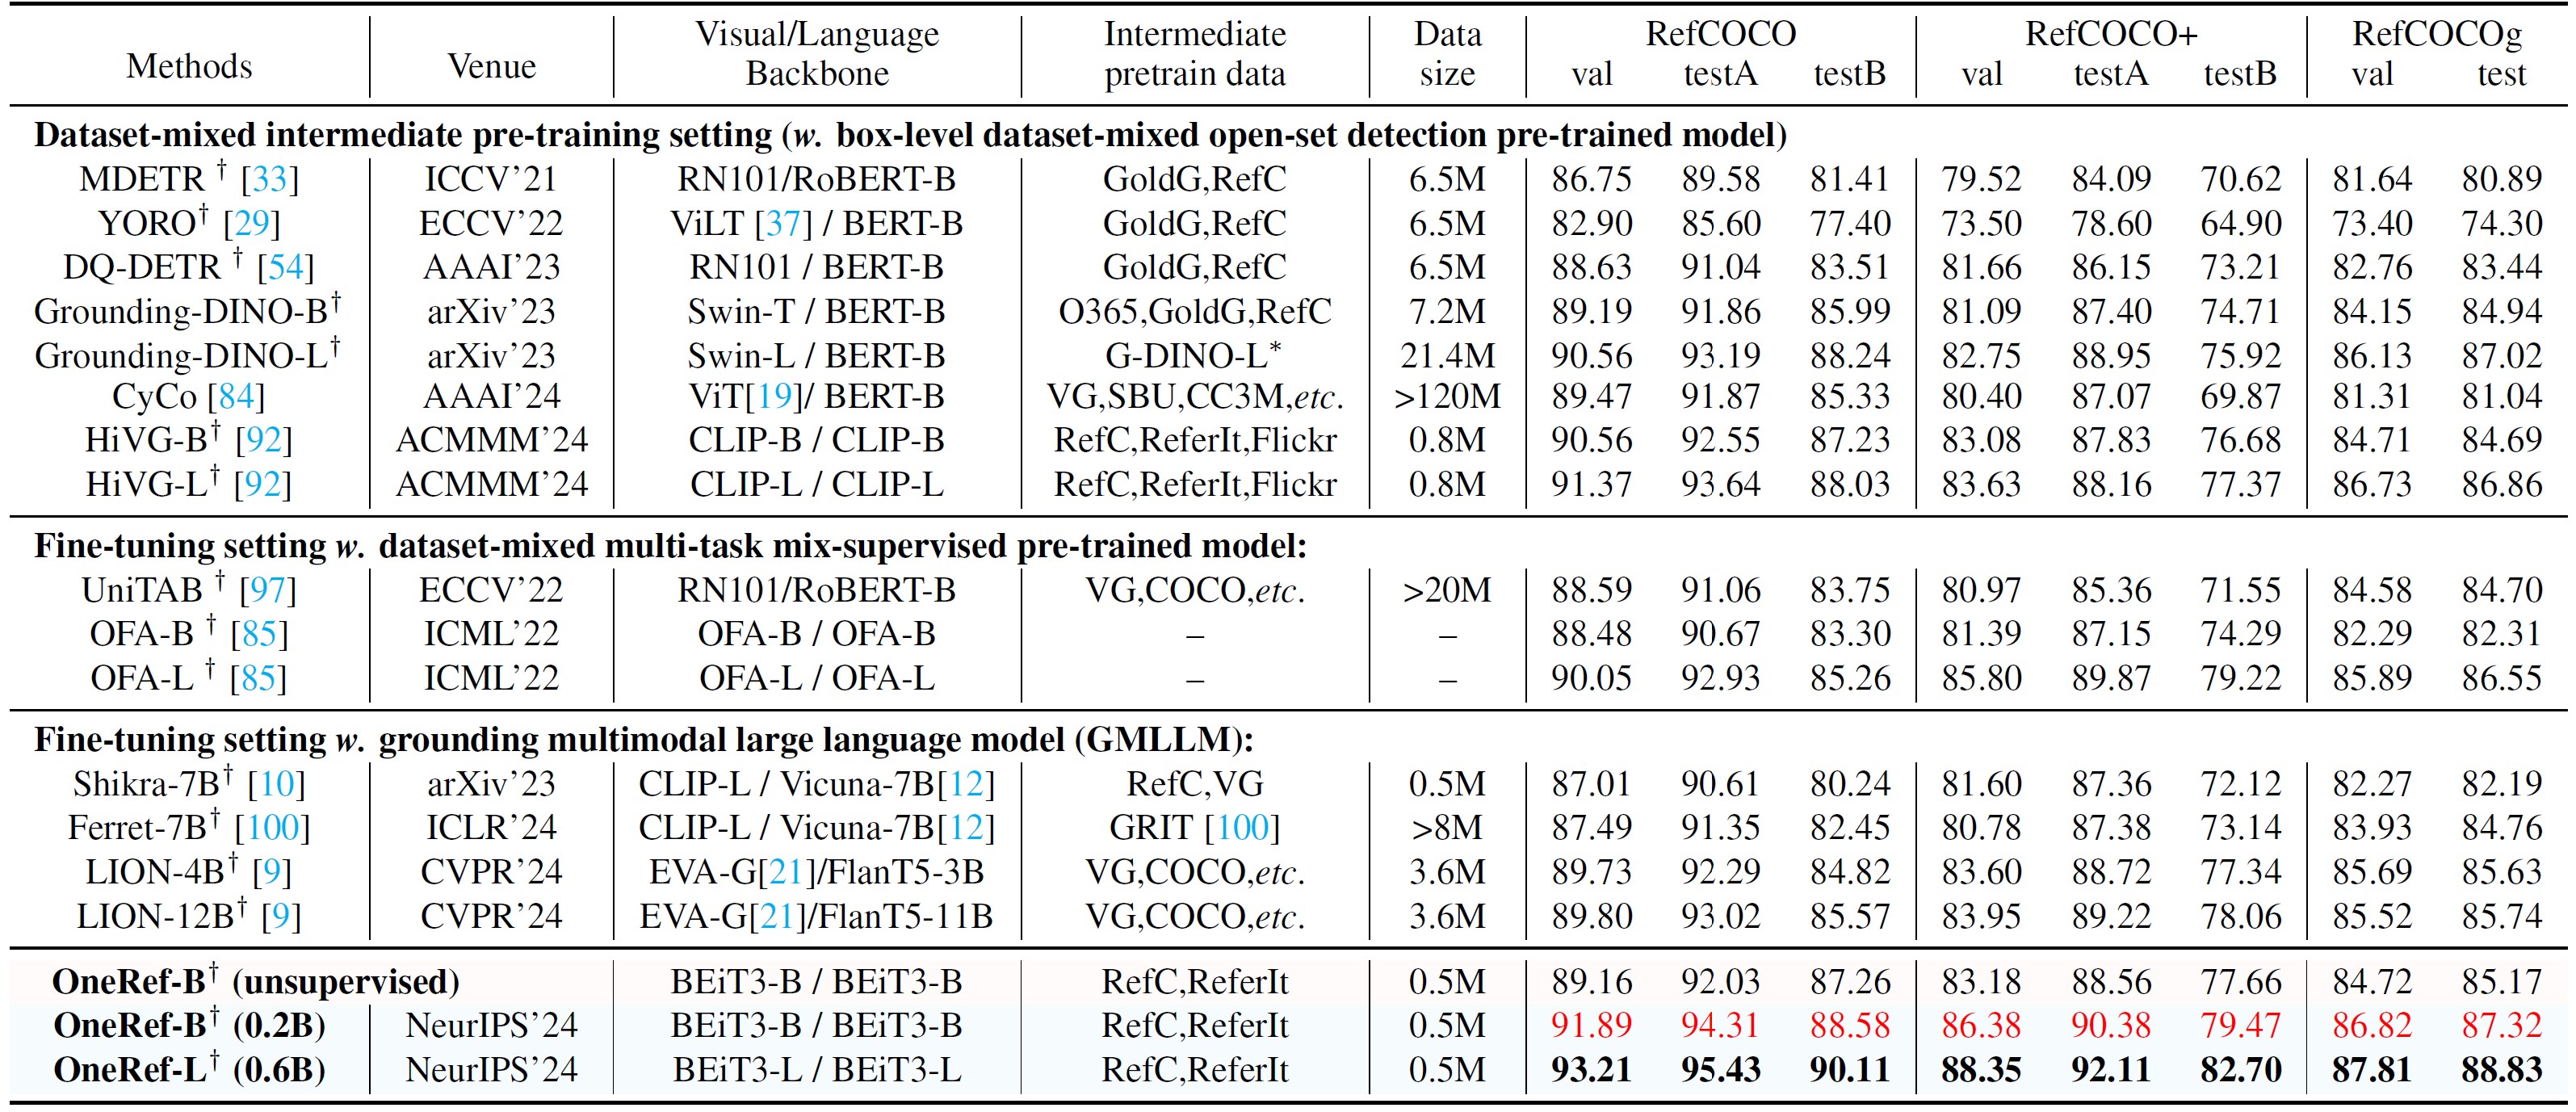 Methods Venue Visual/Language Backbone Intermediate pretrain data Data size RefCOCO RefCOCO+ RefCOCOg
val testA testB val testA testB val test
Dataset-mixed intermediate pre-training setting (w. box-level dataset-mixed open-set detection pre-trained model)
MDETR † [33] ICCV'21 RN101/RoBERT-B GoldG,RefC 6.5M 86.75 89.58 81.41 79.52 84.09 70.62 81.64 80.89
YORO† [29] ECCV'22 ViLT [37] / BERT-B GoldG,RefC 6.5M 82.90 85.60 77.40 73.50 78.60 64.90 73.40 74.30
DQ-DETR † [54] AAAI'23 RN101 / BERT-B GoldG,RefC 6.5M 88.63 91.04 83.51 81.66 86.15 73.21 82.76 83.44
Grounding-DINO-B† arXiv'23 Swin-T / BERT-B O365,GoldG,RefC 7.2M 89.19 91.86 85.99 81.09 87.40 74.71 84.15 84.94
Grounding-DINO-L† arXiv'23 Swin-L / BERT-B G-DINO-L* 21.4M 90.56 93.19 88.24 82.75 88.95 75.92 86.13 87.02
CyCo [84] AAAI'24 ViT[19]/ BERT-B VG,SBU,CC3M,etc. >120M 89.47 91.87 85.33 80.40 87.07 69.87 81.31 81.04
HiVG-B† [92] ACMMM'24 CLIP-B / CLIP-B RefC,ReferIt,Flickr 0.8M 90.56 92.55 87.23 83.08 87.83 76.68 84.71 84.69
HiVG-L† [92] ACMMM'24 CLIP-L / CLIP-L RefC,ReferIt,Flickr 0.8M 91.37 93.64 88.03 83.63 88.16 77.37 86.73 86.86
Fine-tuning setting w. dataset-mixed multi-task mix-supervised pre-trained model:
UniTAB † [97] ECCV'22 RN101/RoBERT-B VG,COCO,etc. >20M 88.59 91.06 83.75 80.97 85.36 71.55 84.58 84.70
OFA-B † [85] ICML'22 OFA-B / OFA-B – – 88.48 90.67 83.30 81.39 87.15 74.29 82.29 82.31
OFA-L † [85] ICML'22 OFA-L / OFA-L – – 90.05 92.93 85.26 85.80 89.87 79.22 85.89 86.55
Fine-tuning setting w. grounding multimodal large language model (GMLLM):
Shikra-7B† [10] arXiv'23 CLIP-L / Vicuna-7B[12] RefC,VG 0.5M 87.01 90.61 80.24 81.60 87.36 72.12 82.27 82.19
Ferret-7B† [100] ICLR'24 CLIP-L / Vicuna-7B[12] GRIT [100] >8M 87.49 91.35 82.45 80.78 87.38 73.14 83.93 84.76
LION-4B† [9] CVPR'24 EVA-G[21]/FlanT5-3B VG,COCO,etc. 3.6M 89.73 92.29 84.82 83.60 88.72 77.34 85.69 85.63
LION-12B† [9] CVPR'24 EVA-G[21]/FlanT5-11B VG,COCO,etc. 3.6M 89.80 93.02 85.57 83.95 89.22 78.06 85.52 85.74
OneRef-B† (unsupervised) BEiT3-B / BEiT3-B RefC,ReferIt 0.5M 89.16 92.03 87.26 83.18 88.56 77.66 84.72 85.17
OneRef-B† (0.2B) NeurIPS'24 BEiT3-B / BEiT3-B RefC,ReferIt 0.5M 91.89 94.31 88.58 86.38 90.38 79.47 86.82 87.32
OneRef-L† (0.6B) NeurIPS'24 BEiT3-L / BEiT3-L RefC,ReferIt 0.5M 93.21 95.43 90.11 88.35 92.11 82.70 87.81 88.83